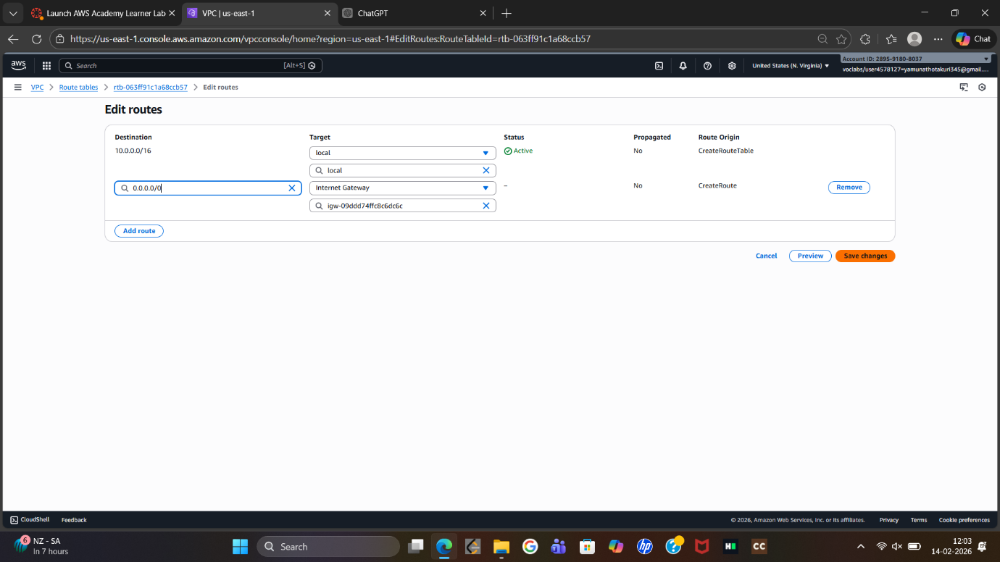 Launch AWS Academy Learner Lab
VPC | us-east-1
ChatGPT
https://us-east-1.console.aws.amazon.com/vpcconsole/home?region=us-east-1#EditRoutes:RouteTableId=rtb-063ff91c1a68ccb57
Chat
aws
Search
[Alt+S]
United States (N. Virginia)
Account ID: 2895-9180-8037
voclabs/user4578127=yamunathotakuri345@gmail....
VPC
Route tables
rtb-063ff91c1a68ccb57
Edit routes
Edit routes
Destination Target Status Propagated Route Origin
10.0.0.0/16 local Active No CreateRouteTable
local
0.0.0.0/0 Internet Gateway – No CreateRoute Remove
igw-09ddd74ffc8c6dc6c
Add route
Cancel Preview Save changes
CloudShell Feedback © 2026, Amazon Web Services, Inc. or its affiliates. Privacy Terms Cookie preferences
6
NZ - SA
In 7 hours
Search
hp
CC
12:03
14-02-2026